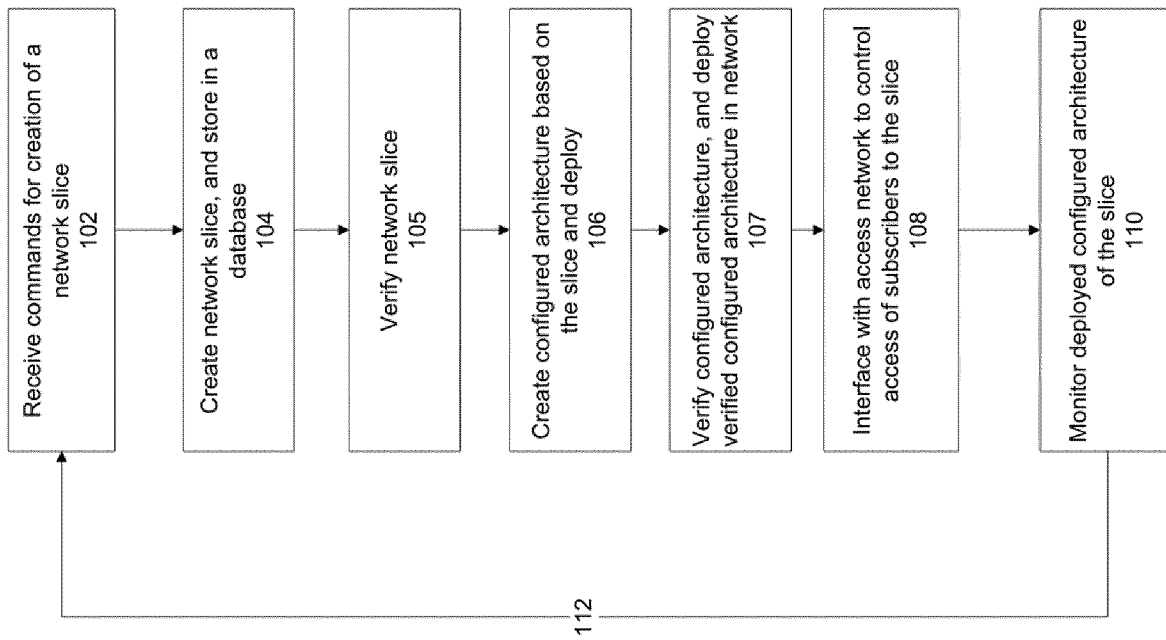 Receive commands for creation of a
network slice
102
Create network slice, and store in a
database
104
Verify network slice
105
Create configured architecture based on
the slice and deploy
106
Verify configured architecture, and deploy
verified configured architecture in network
107
Interface with access network to control
access of subscribers to the slice
108
Monitor deployed configured architecture
of the slice
110
112